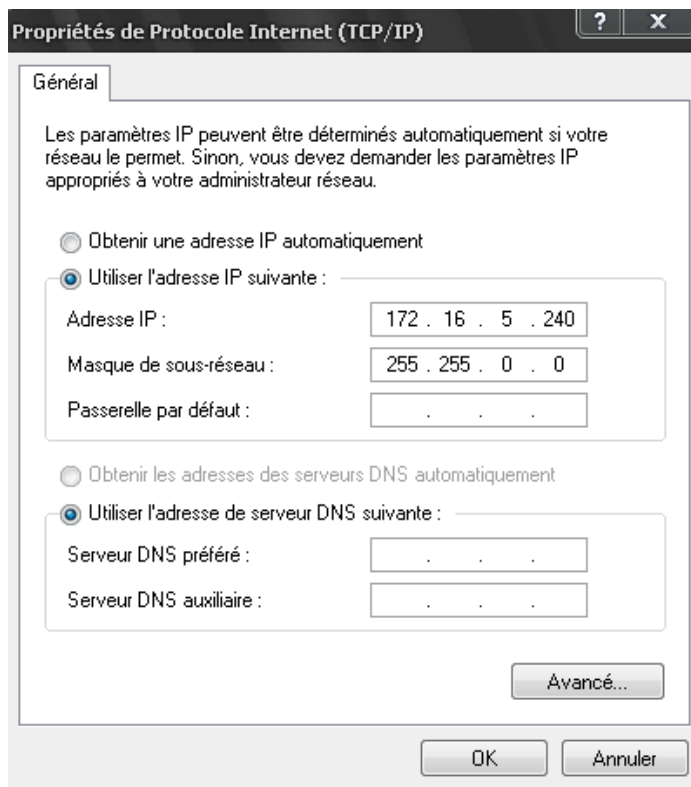 Propriétés de Protocole Internet (TCP/IP) ? X
Général
Les paramètres IP peuvent être déterminés automatiquement si votre
réseau le permet. Sinon, vous devez demander les paramètres IP
appropriés à votre administrateur réseau.
Obtenir une adresse IP automatiquement
Utiliser l'adresse IP suivante :
Adresse IP : 172 . 16 . 5 . 240
Masque de sous-réseau : 255 . 255 . 0 . 0
Passerelle par défaut : . . .
Obtenir les adresses des serveurs DNS automatiquement
Utiliser l'adresse de serveur DNS suivante :
Serveur DNS préféré : . . .
Serveur DNS auxiliaire : . . .
Avancé...
OK Annuler